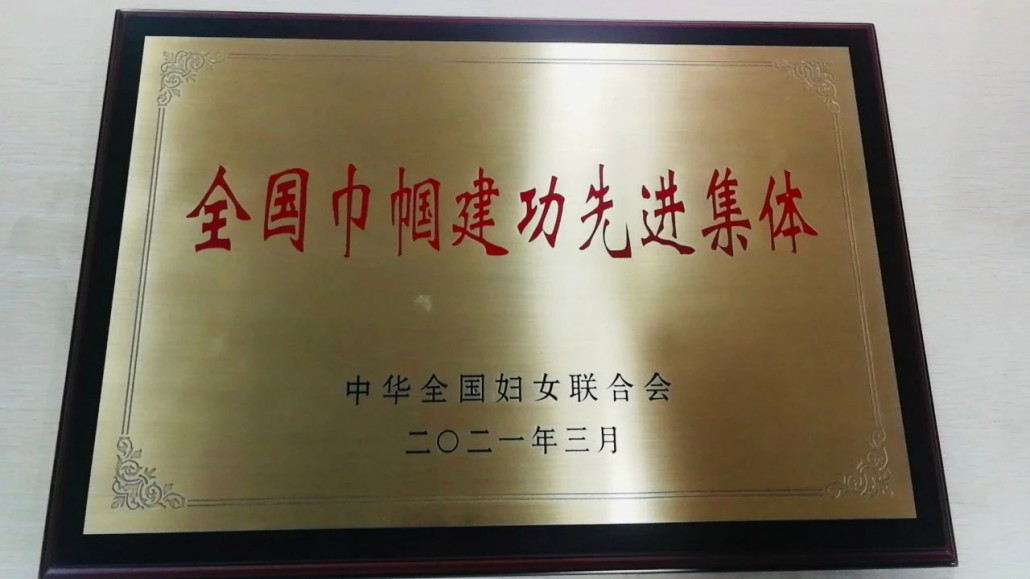 全国巾帼建功先进集体
中华全国妇女联合会
二〇二一年三月